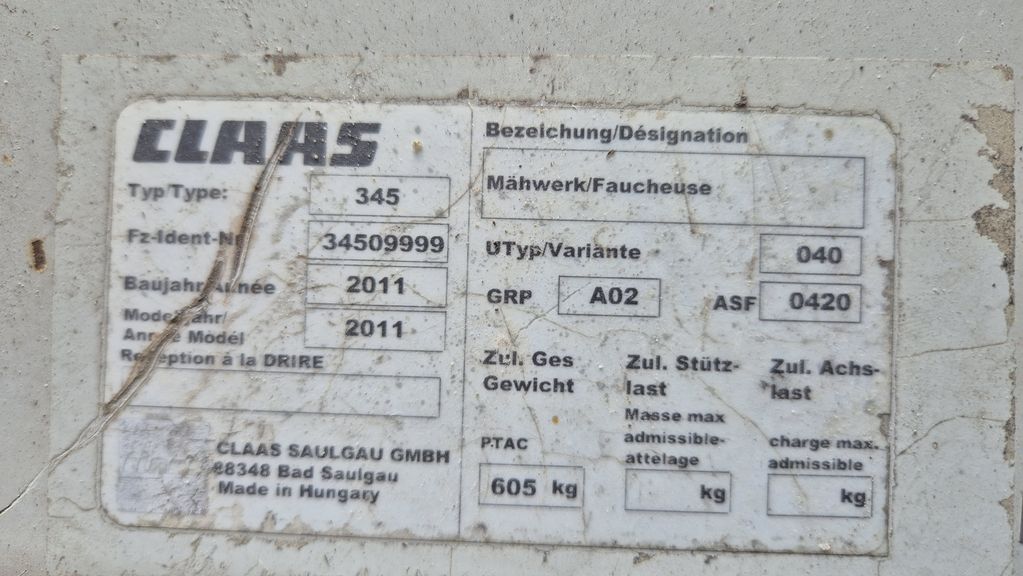 CLAAS
Typ/Type: 345
Fz-Ident-Nr 34509999
Baujahr/Année 2011
Modelljahr/
Année Modèl 2011
Reception à la DRIRE
CLAAS SAULGAU GMBH
88348 Bad Saulgau
Made in Hungary
Bezeichung/Désignation
Mähwerk/Faucheuse
UTyp/Variante 040
GRP A02 ASF 0420
Zul. Ges
Gewicht
PTAC
605 kg
Zul. Stütz-
last
Masse max
admissible-
attelage
kg
Zul. Achs-
last
charge max.
admissible
kg